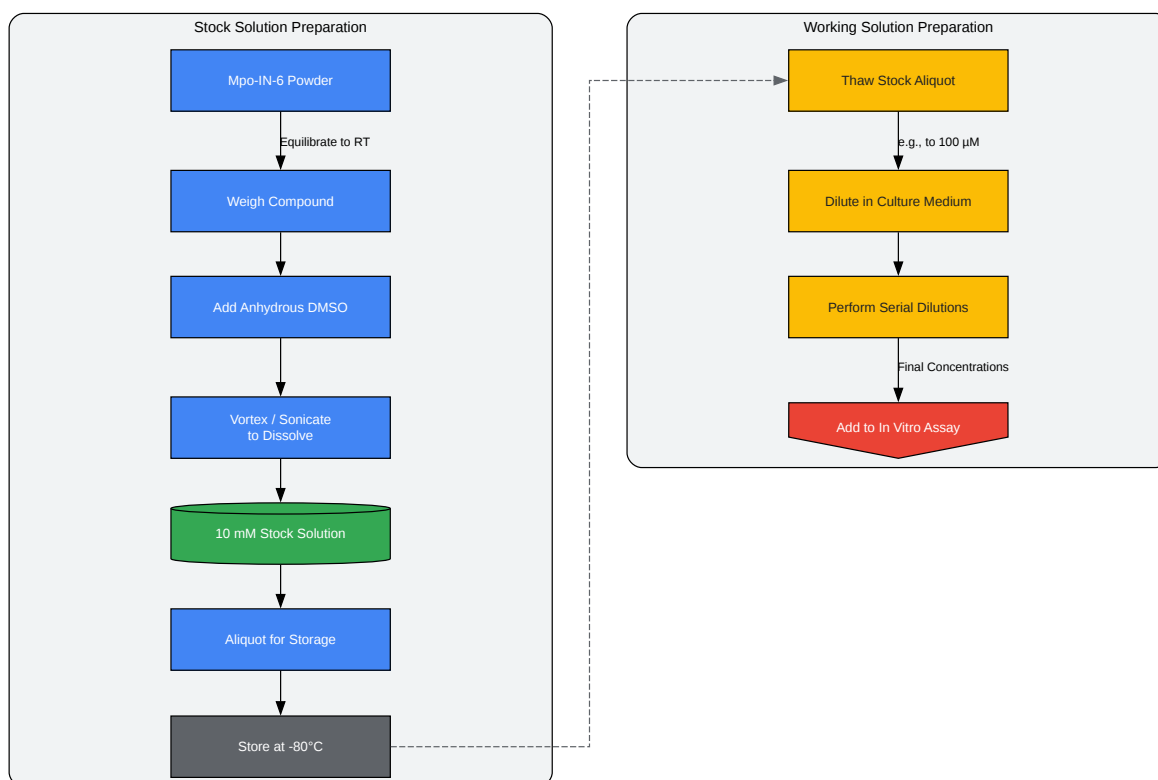 Stock Solution Preparation
Mpo-IN-6 Powder
Equilibrate to RT
Weigh Compound
Add Anhydrous DMSO
Vortex / Sonicate
to Dissolve
10 mM Stock Solution
Aliquot for Storage
Store at -80°C
Working Solution Preparation
Thaw Stock Aliquot
e.g., to 100 µM
Dilute in Culture Medium
Perform Serial Dilutions
Final Concentrations
Add to In Vitro Assay